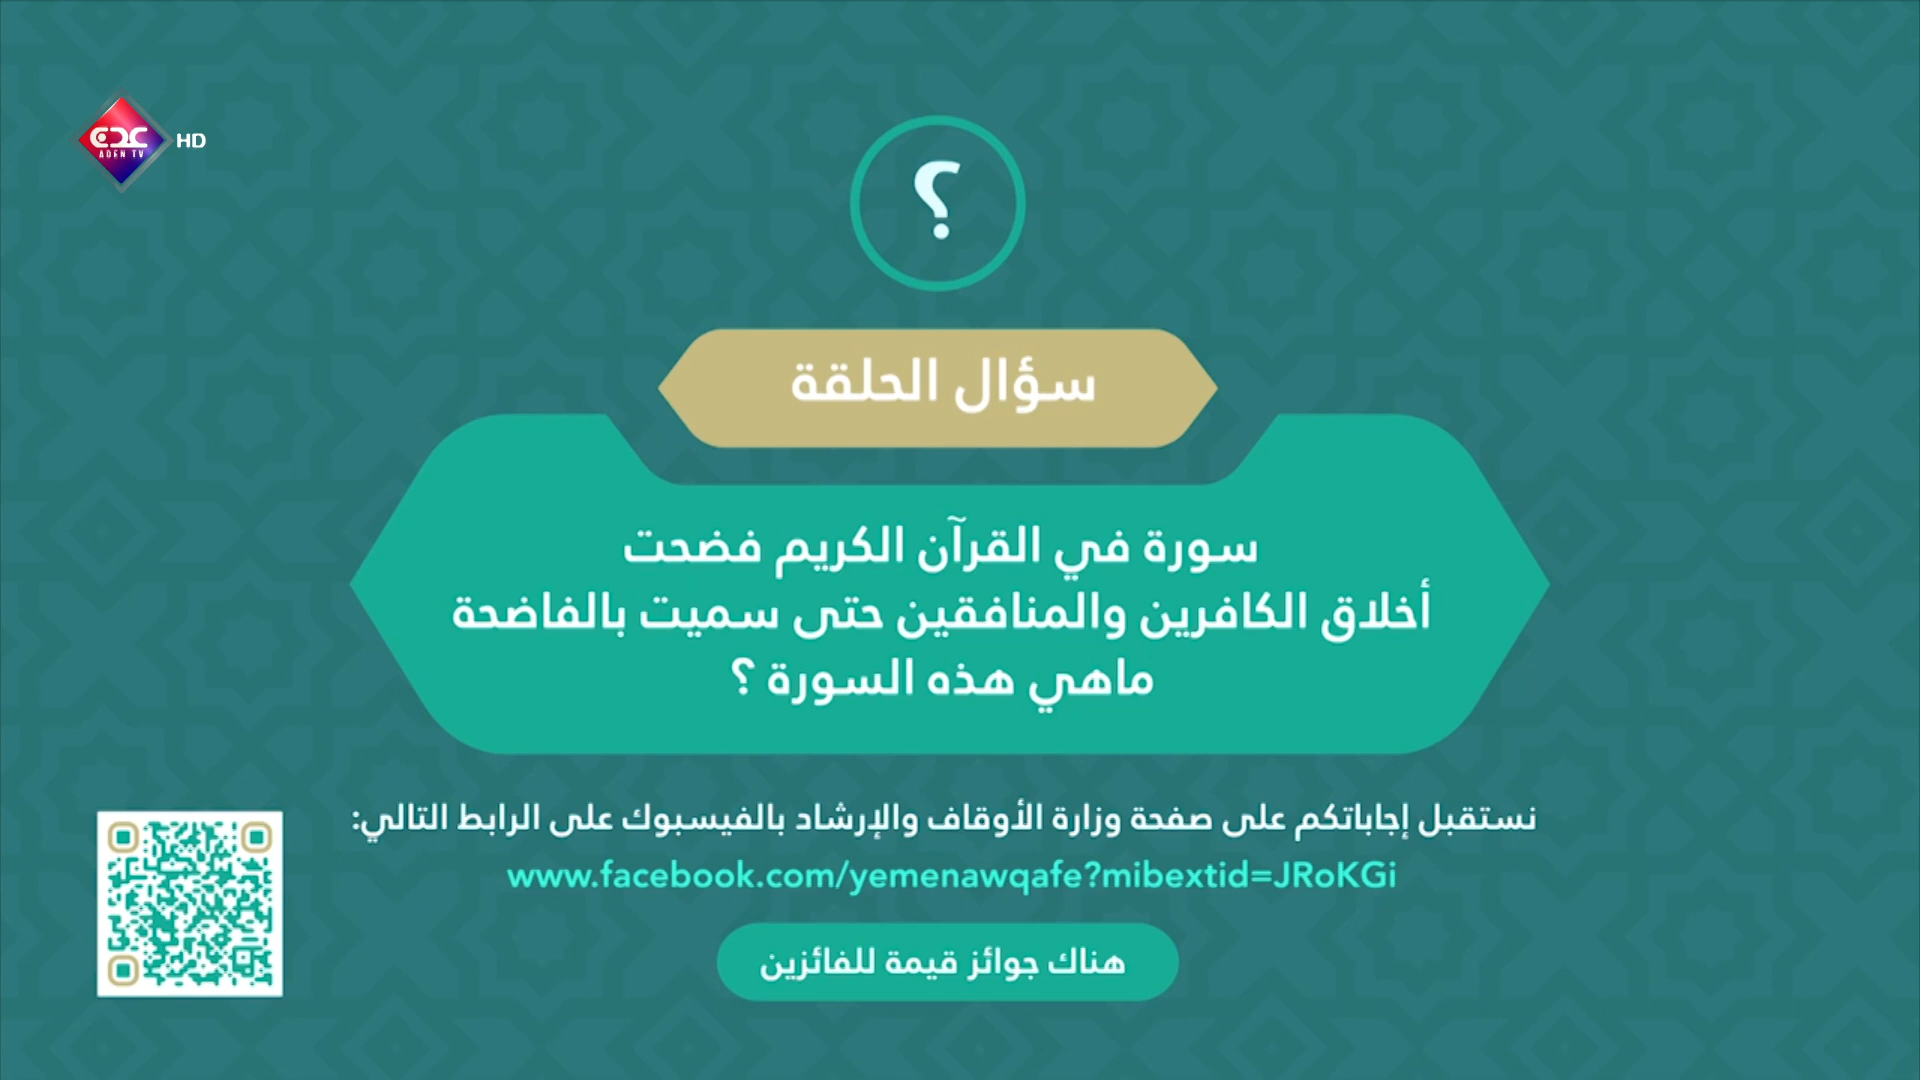 ADEN TV
HD
؟
سؤال الحلقة
سورة في القرآن الكريم فضحت
أخلاق الكافرين والمنافقين حتى سميت بالفاضحة
ماهي هذه السورة ؟
نستقبل إجاباتكم على صفحة وزارة الأوقاف والإرشاد بالفيسبوك على الرابط التالي:
www.facebook.com/yemenawqafe?mibextid=JRoKGi
هناك جوائز قيمة للفائزين